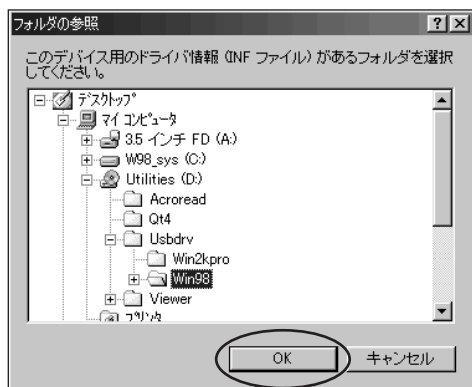 フォルダの参照
このデバイス用のドライバ情報 (INF ファイル) があるフォルダを選択
してください。
デスクトップ
マイ コンピュータ
3.5 インチ FD (A:)
W98_sys (C:)
Utilities (D:)
Acroread
Qt4
Usbdrv
Win2kpro
Win98
Viewer
プリンタ
OK
キャンセル